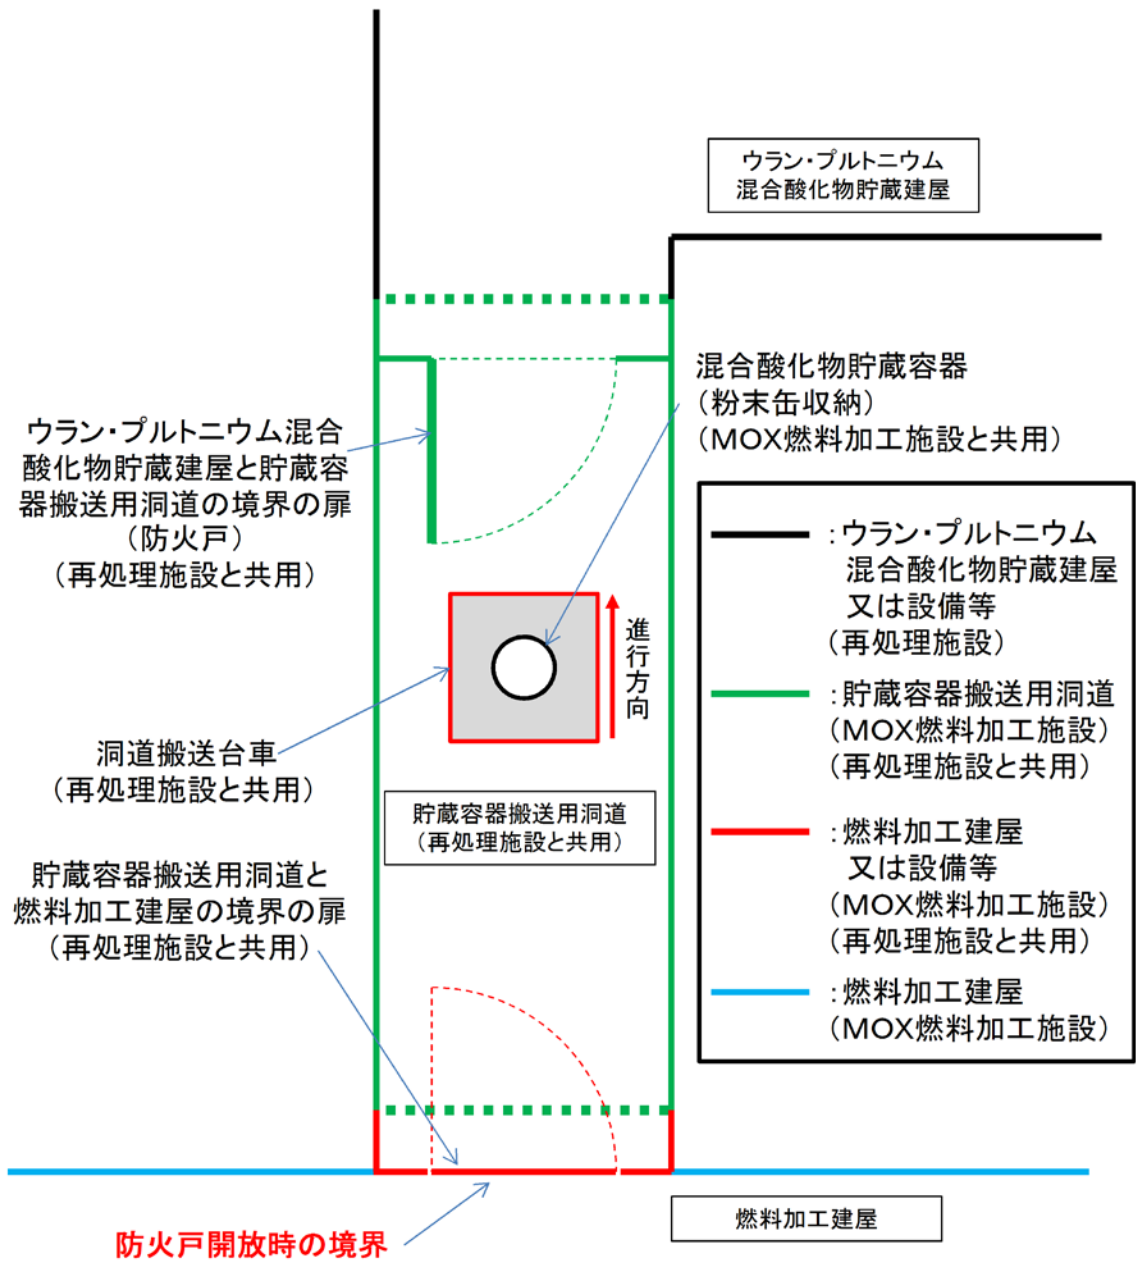 ウラン・プルトニウム
混合酸化物貯蔵建屋
混合酸化物貯蔵容器
（粉末缶収納）
（MOX燃料加工施設と共用）
ウラン・プルトニウム混合
酸化物貯蔵建屋と貯蔵容
器搬送用洞道の境界の扉
（防火戸）
（再処理施設と共用）
進行方向
洞道搬送台車
（再処理施設と共用）
貯蔵容器搬送用洞道
（再処理施設と共用）
貯蔵容器搬送用洞道と
燃料加工建屋の境界の扉
（再処理施設と共用）
：ウラン・プルトニウム
混合酸化物貯蔵建屋
又は設備等
（再処理施設）
：貯蔵容器搬送用洞道
（MOX燃料加工施設）
（再処理施設と共用）
：燃料加工建屋
又は設備等
（MOX燃料加工施設）
（再処理施設と共用）
：燃料加工建屋
（MOX燃料加工施設）
燃料加工建屋
防火戸開放時の境界